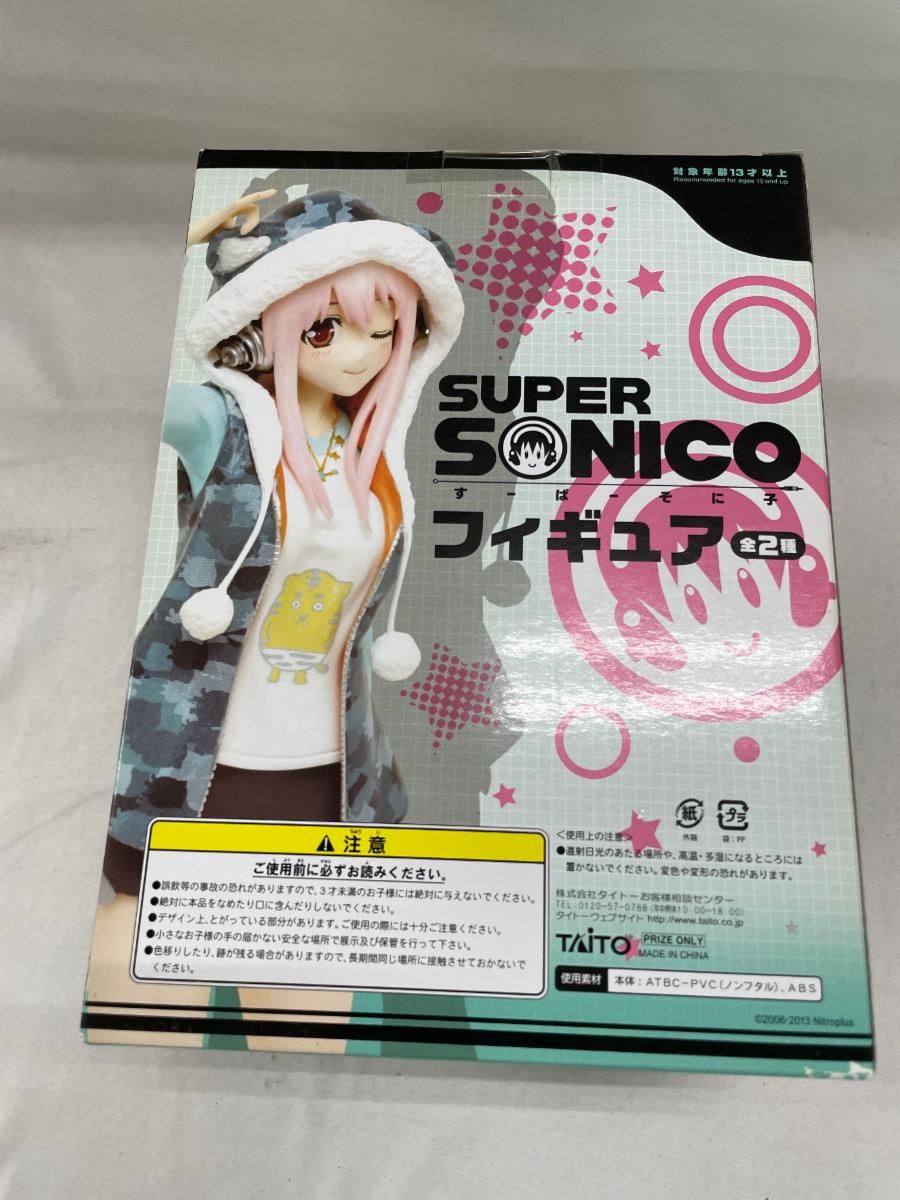 対象年齢13才以上
Recommended for ages 13 and up
SUPER
SONICO
すーぱーそに子
フィギュア 全2種
紙 プラ
外箱 袋:PP
注意
ご使用前に必ずお読みください。
●誤飲等の事故の恐れがありますので、3才未満のお子様には絶対に与えないでください。
●絶対に本品をなめたり口に含んだりしないでください。
●デザイン上、とがっている部分があります。ご使用の際には十分ご注意ください。
●小さなお子様の手の届かない安全な場所で展示及び保管を行って下さい。
●色移りしたり、跡が残る場合がありますので、長期間同じ場所に接触させておかないで
ください。
<使用上の注意>
●直射日光のあたる場所や、高温・多湿になるところには
置かないでください。変色や変形の恐れがあります。
株式会社タイトーお客様相談センター
TEL:0120-57-0788(年中無休10:00~18:00)
タイトーウェブサイト http://www.taito.co.jp
TAITO PRIZE ONLY
MADE IN CHINA
使用素材 本体:ATBC-PVC(ノンフタル)、ABS
©2006-2013 Nitroplus